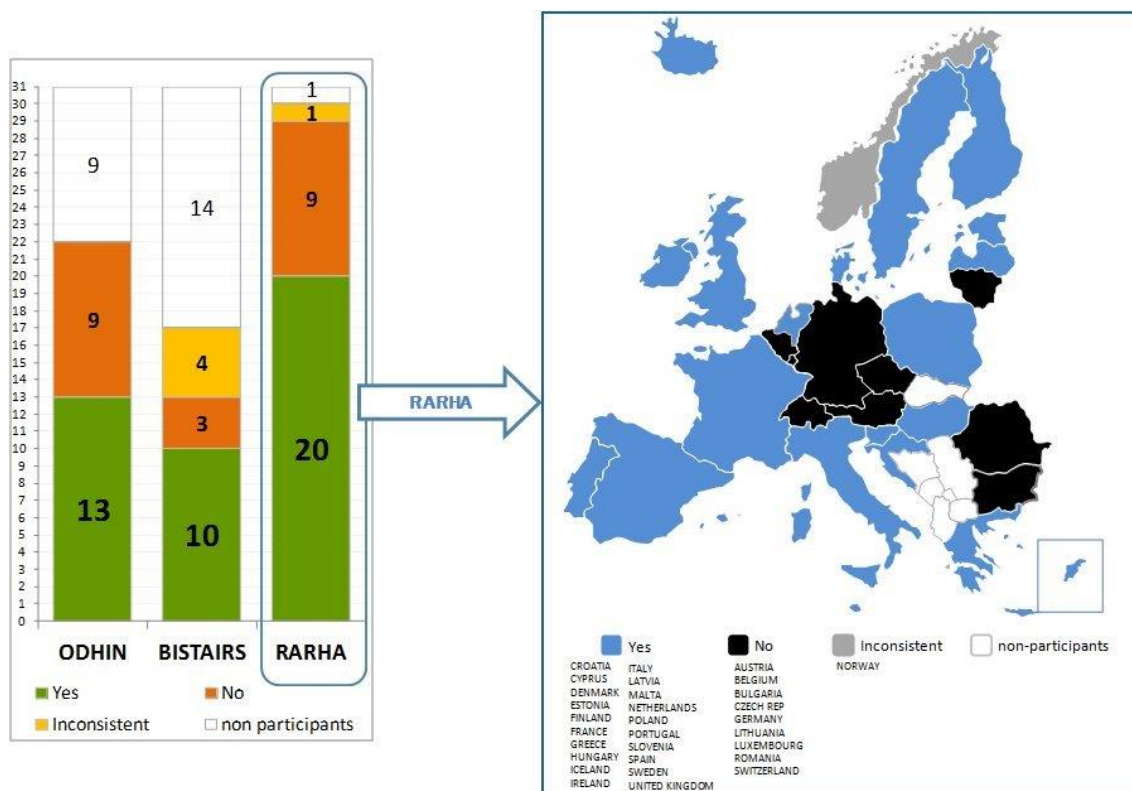 31
30
29
28
27
26
25
24
23
22
21
20
19
18
17
16
15
14
13
12
11
10
9
8
7
6
5
4
3
2
1
0
9
9
13
14
4
3
10
1
1
9
20
ODHIN BISTAIRS RARHA
Yes No
Inconsistent non participants
RARHA
Yes No Inconsistent non-participants
CROATIA
CYPRUS
DENMARK
ESTONIA
FINLAND
FRANCE
GREECE
HUNGARY
ICELAND
IRELAND
ITALY
LATVIA
MALTA
NETHERLANDS
POLAND
PORTUGAL
SLOVENIA
SPAIN
SWEDEN
UNITED KINGDOM
AUSTRIA
BELGIUM
BULGARIA
CZECH REP
GERMANY
LITHUANIA
LUXEMBOURG
ROMANIA
SWITZERLAND
NORWAY